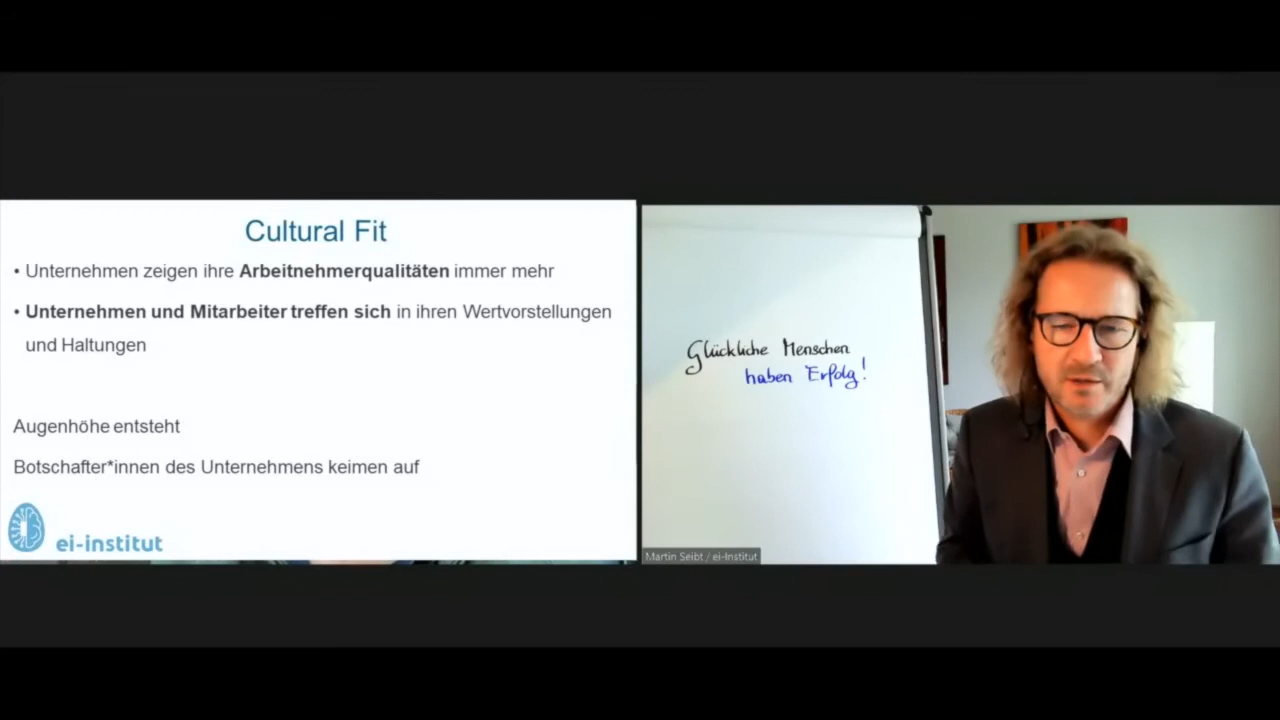 Cultural Fit
• Unternehmen zeigen ihre Arbeitnehmerqualitäten immer mehr
• Unternehmen und Mitarbeiter treffen sich in ihren Wertvorstellungen
und Haltungen
Augenhöhe entsteht
Botschafter*innen des Unternehmens keimen auf
ei-institut
Glückliche Menschen
haben Erfolg!
Martin Seibt / ei-Institut